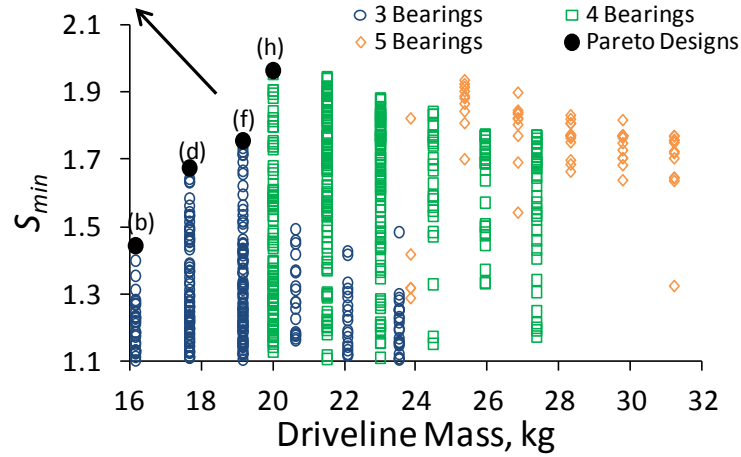 3 Bearings
4 Bearings
5 Bearings
Pareto Designs
2.1
1.9
1.7
1.5
1.3
1.1
S_min
(b)
(d)
(f)
(h)
16 18 20 22 24 26 28 30 32
Driveline Mass, kg